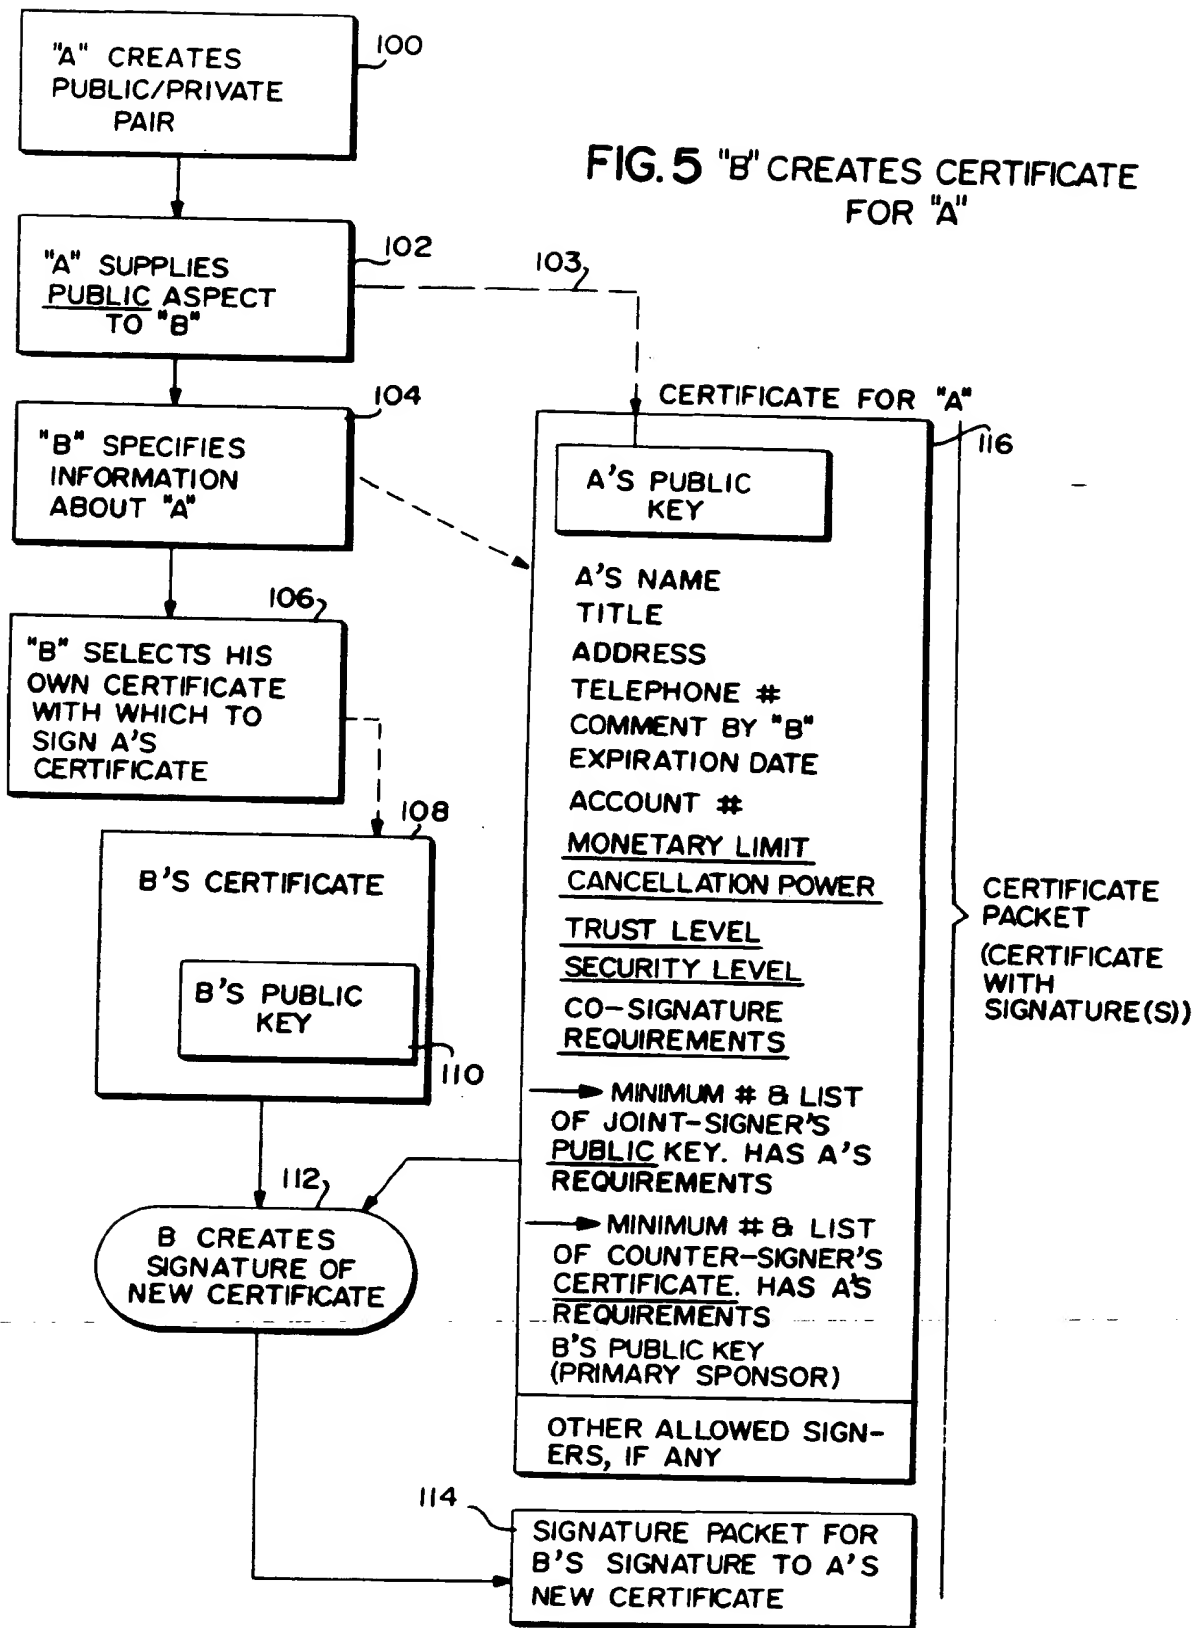 "A" CREATES
PUBLIC/PRIVATE
PAIR
100
FIG. 5 "B" CREATES CERTIFICATE
FOR "A"
"A" SUPPLIES
PUBLIC ASPECT
TO "B"
102
103
"B" SPECIFIES
INFORMATION
ABOUT "A"
104
"B" SELECTS HIS
OWN CERTIFICATE
WITH WHICH TO
SIGN A'S
CERTIFICATE
106
B'S CERTIFICATE
108
B'S PUBLIC
KEY
110
B CREATES
SIGNATURE OF
NEW CERTIFICATE
112
CERTIFICATE FOR "A"
116
A'S PUBLIC
KEY
A'S NAME
TITLE
ADDRESS
TELEPHONE #
COMMENT BY "B"
EXPIRATION DATE
ACCOUNT #
MONETARY LIMIT
CANCELLATION POWER
TRUST LEVEL
SECURITY LEVEL
CO-SIGNATURE
REQUIREMENTS
MINIMUM # & LIST
OF JOINT-SIGNER'S
PUBLIC KEY. HAS A'S
REQUIREMENTS
MINIMUM # & LIST
OF COUNTER-SIGNER'S
CERTIFICATE. HAS A'S
REQUIREMENTS
B'S PUBLIC KEY
(PRIMARY SPONSOR)
OTHER ALLOWED SIGN-
ERS, IF ANY
114
SIGNATURE PACKET FOR
B'S SIGNATURE TO A'S
NEW CERTIFICATE
CERTIFICATE
PACKET
(CERTIFICATE
WITH
SIGNATURE(S))